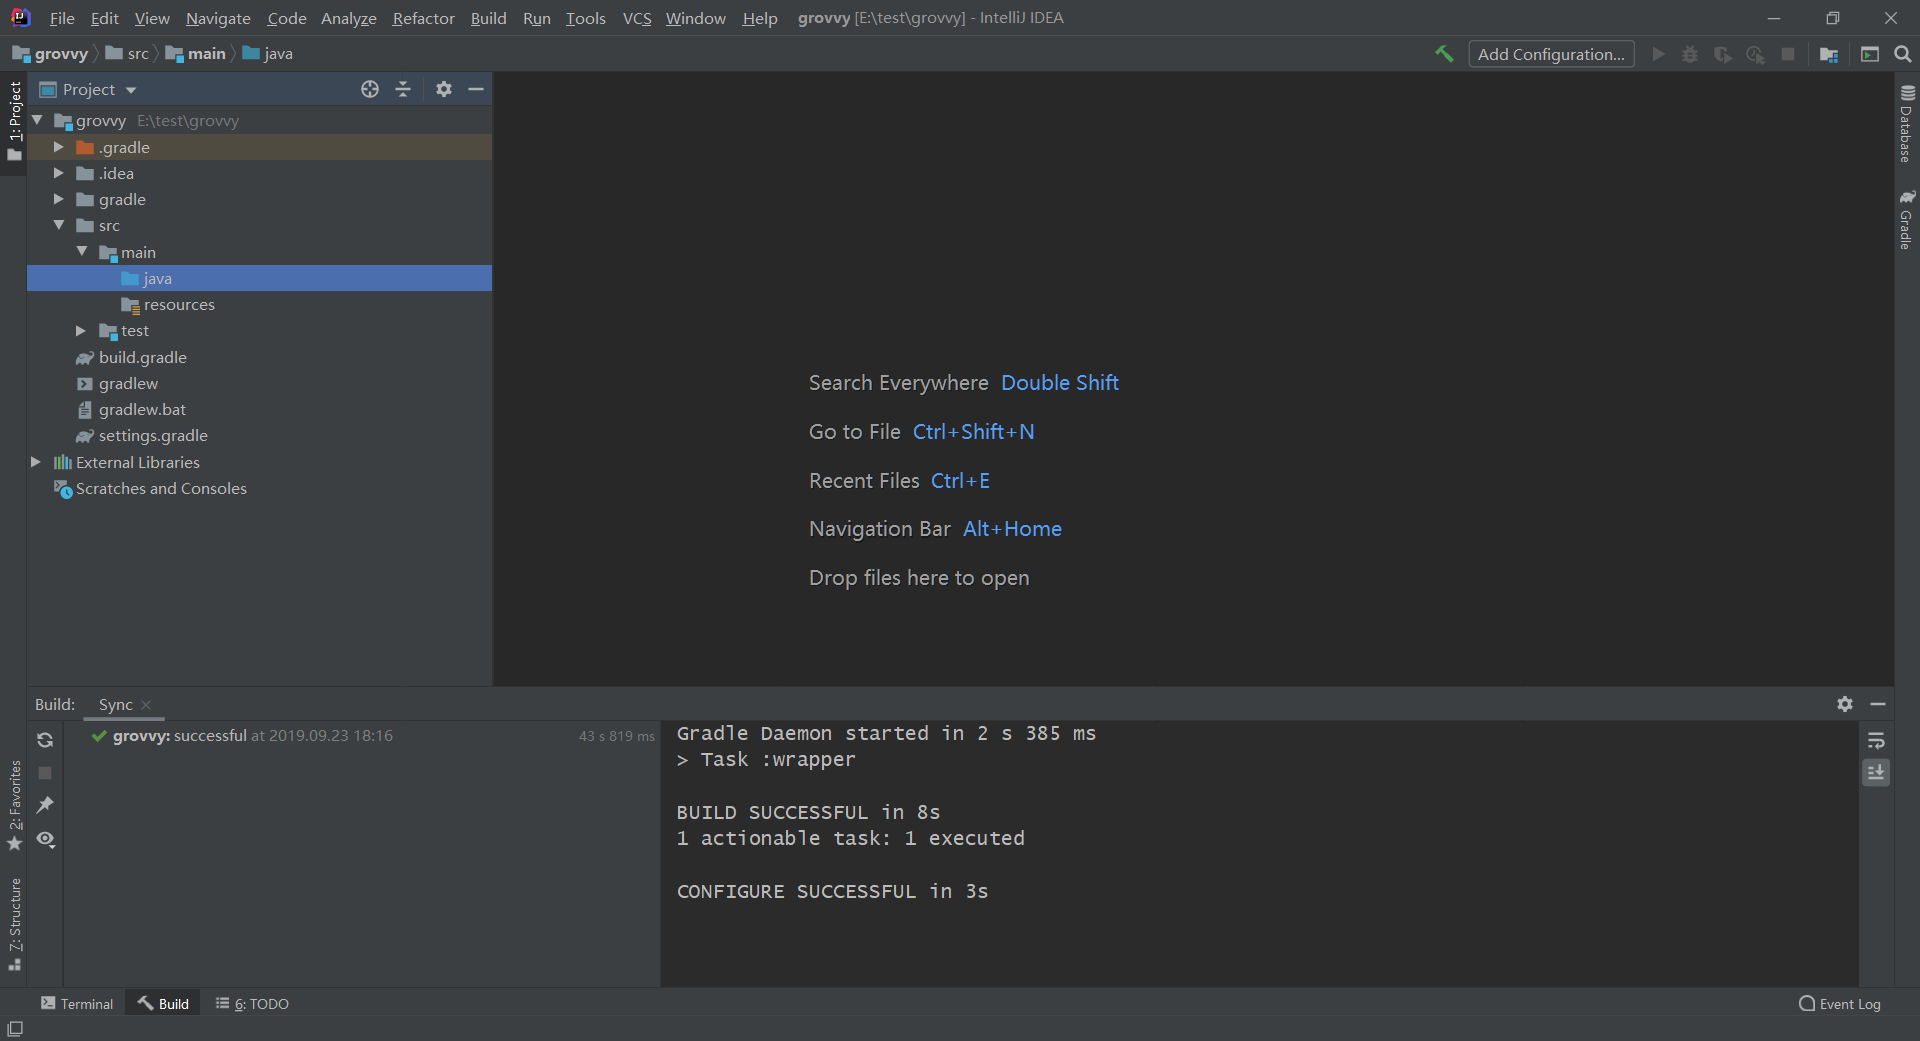 File Edit View Navigate Code Analyze Refactor Build Run Tools VCS Window Help grovvy [E:\test\grovvy] - IntelliJ IDEA
grovvy src main java Add Configuration...
1: Project
Project
grovvy E:\test\grovvy
.gradle
.idea
gradle
src
main
java
resources
test
build.gradle
gradlew
gradlew.bat
settings.gradle
External Libraries
Scratches and Consoles
Search Everywhere Double Shift
Go to File Ctrl+Shift+N
Recent Files Ctrl+E
Navigation Bar Alt+Home
Drop files here to open
Database
Gradle
Build: Sync
grovvy: successful at 2019.09.23 18:16 43 s 819 ms
Gradle Daemon started in 2 s 385 ms
> Task :wrapper
BUILD SUCCESSFUL in 8s
1 actionable task: 1 executed
CONFIGURE SUCCESSFUL in 3s
2: Favorites
7: Structure
Terminal Build 6: TODO Event Log